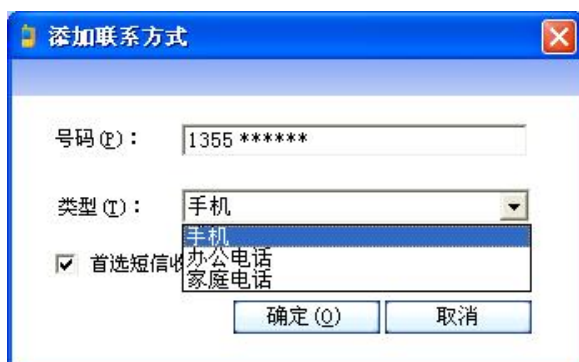 添加联系方式
号码(P)：
1355 ******
类型(T)：
手机
手机
办公电话
家庭电话
首选短信
确定(O)
取消